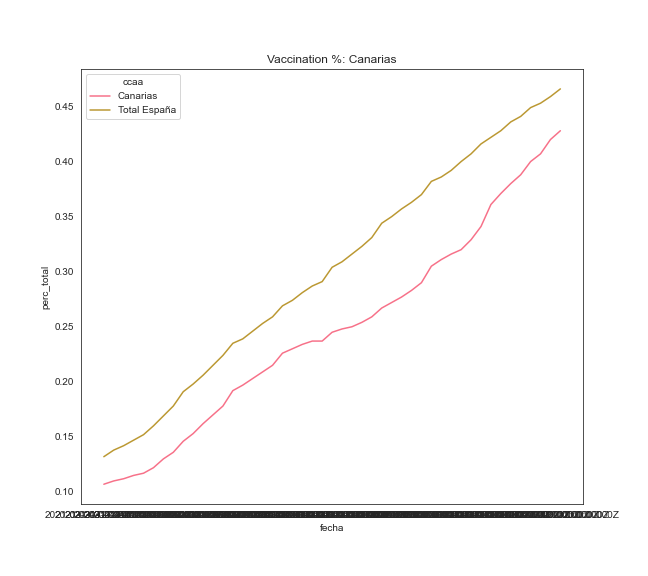 Vaccination %: Canarias
ccaa
Canarias
Total España
0.45
0.40
0.35
0.30
0.25
0.20
0.15
0.10
perc_total
fecha